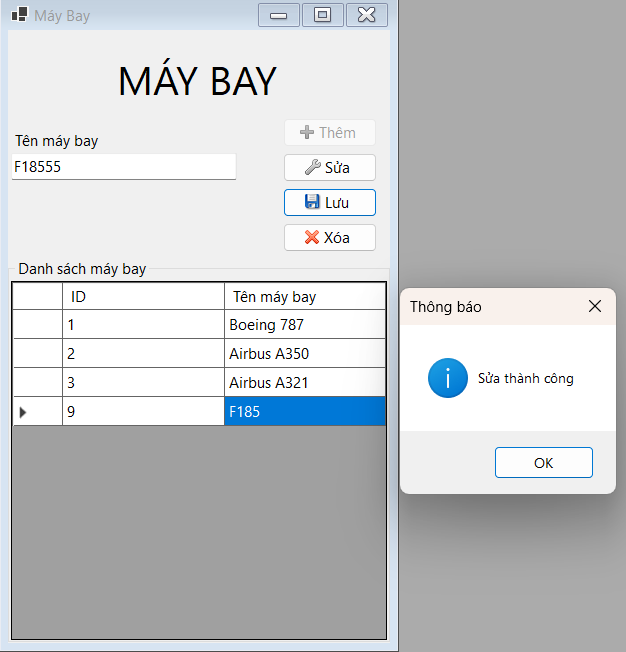 Máy Bay
MÁY BAY
Tên máy bay
F18555
Thêm
Sửa
Lưu
Xóa
Danh sách máy bay
ID Tên máy bay
1 Boeing 787
2 Airbus A350
3 Airbus A321
9 F185
Thông báo
Sửa thành công
OK